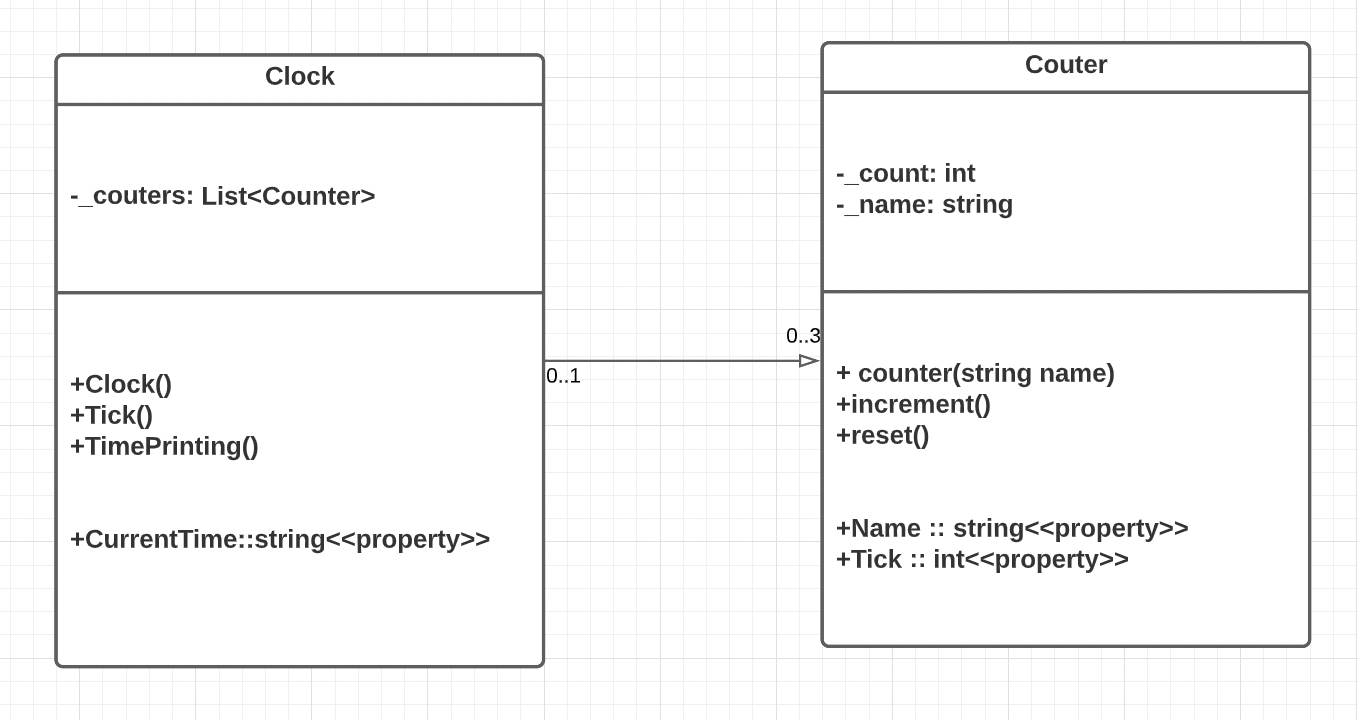 Clock
-_couters: List<Counter>
+Clock()
+Tick()
+TimePrinting()
+CurrentTime::string<<property>>
0..1
0..3
Couter
-_count: int
-_name: string
+ counter(string name)
+increment()
+reset()
+Name :: string<<property>>
+Tick :: int<<property>>